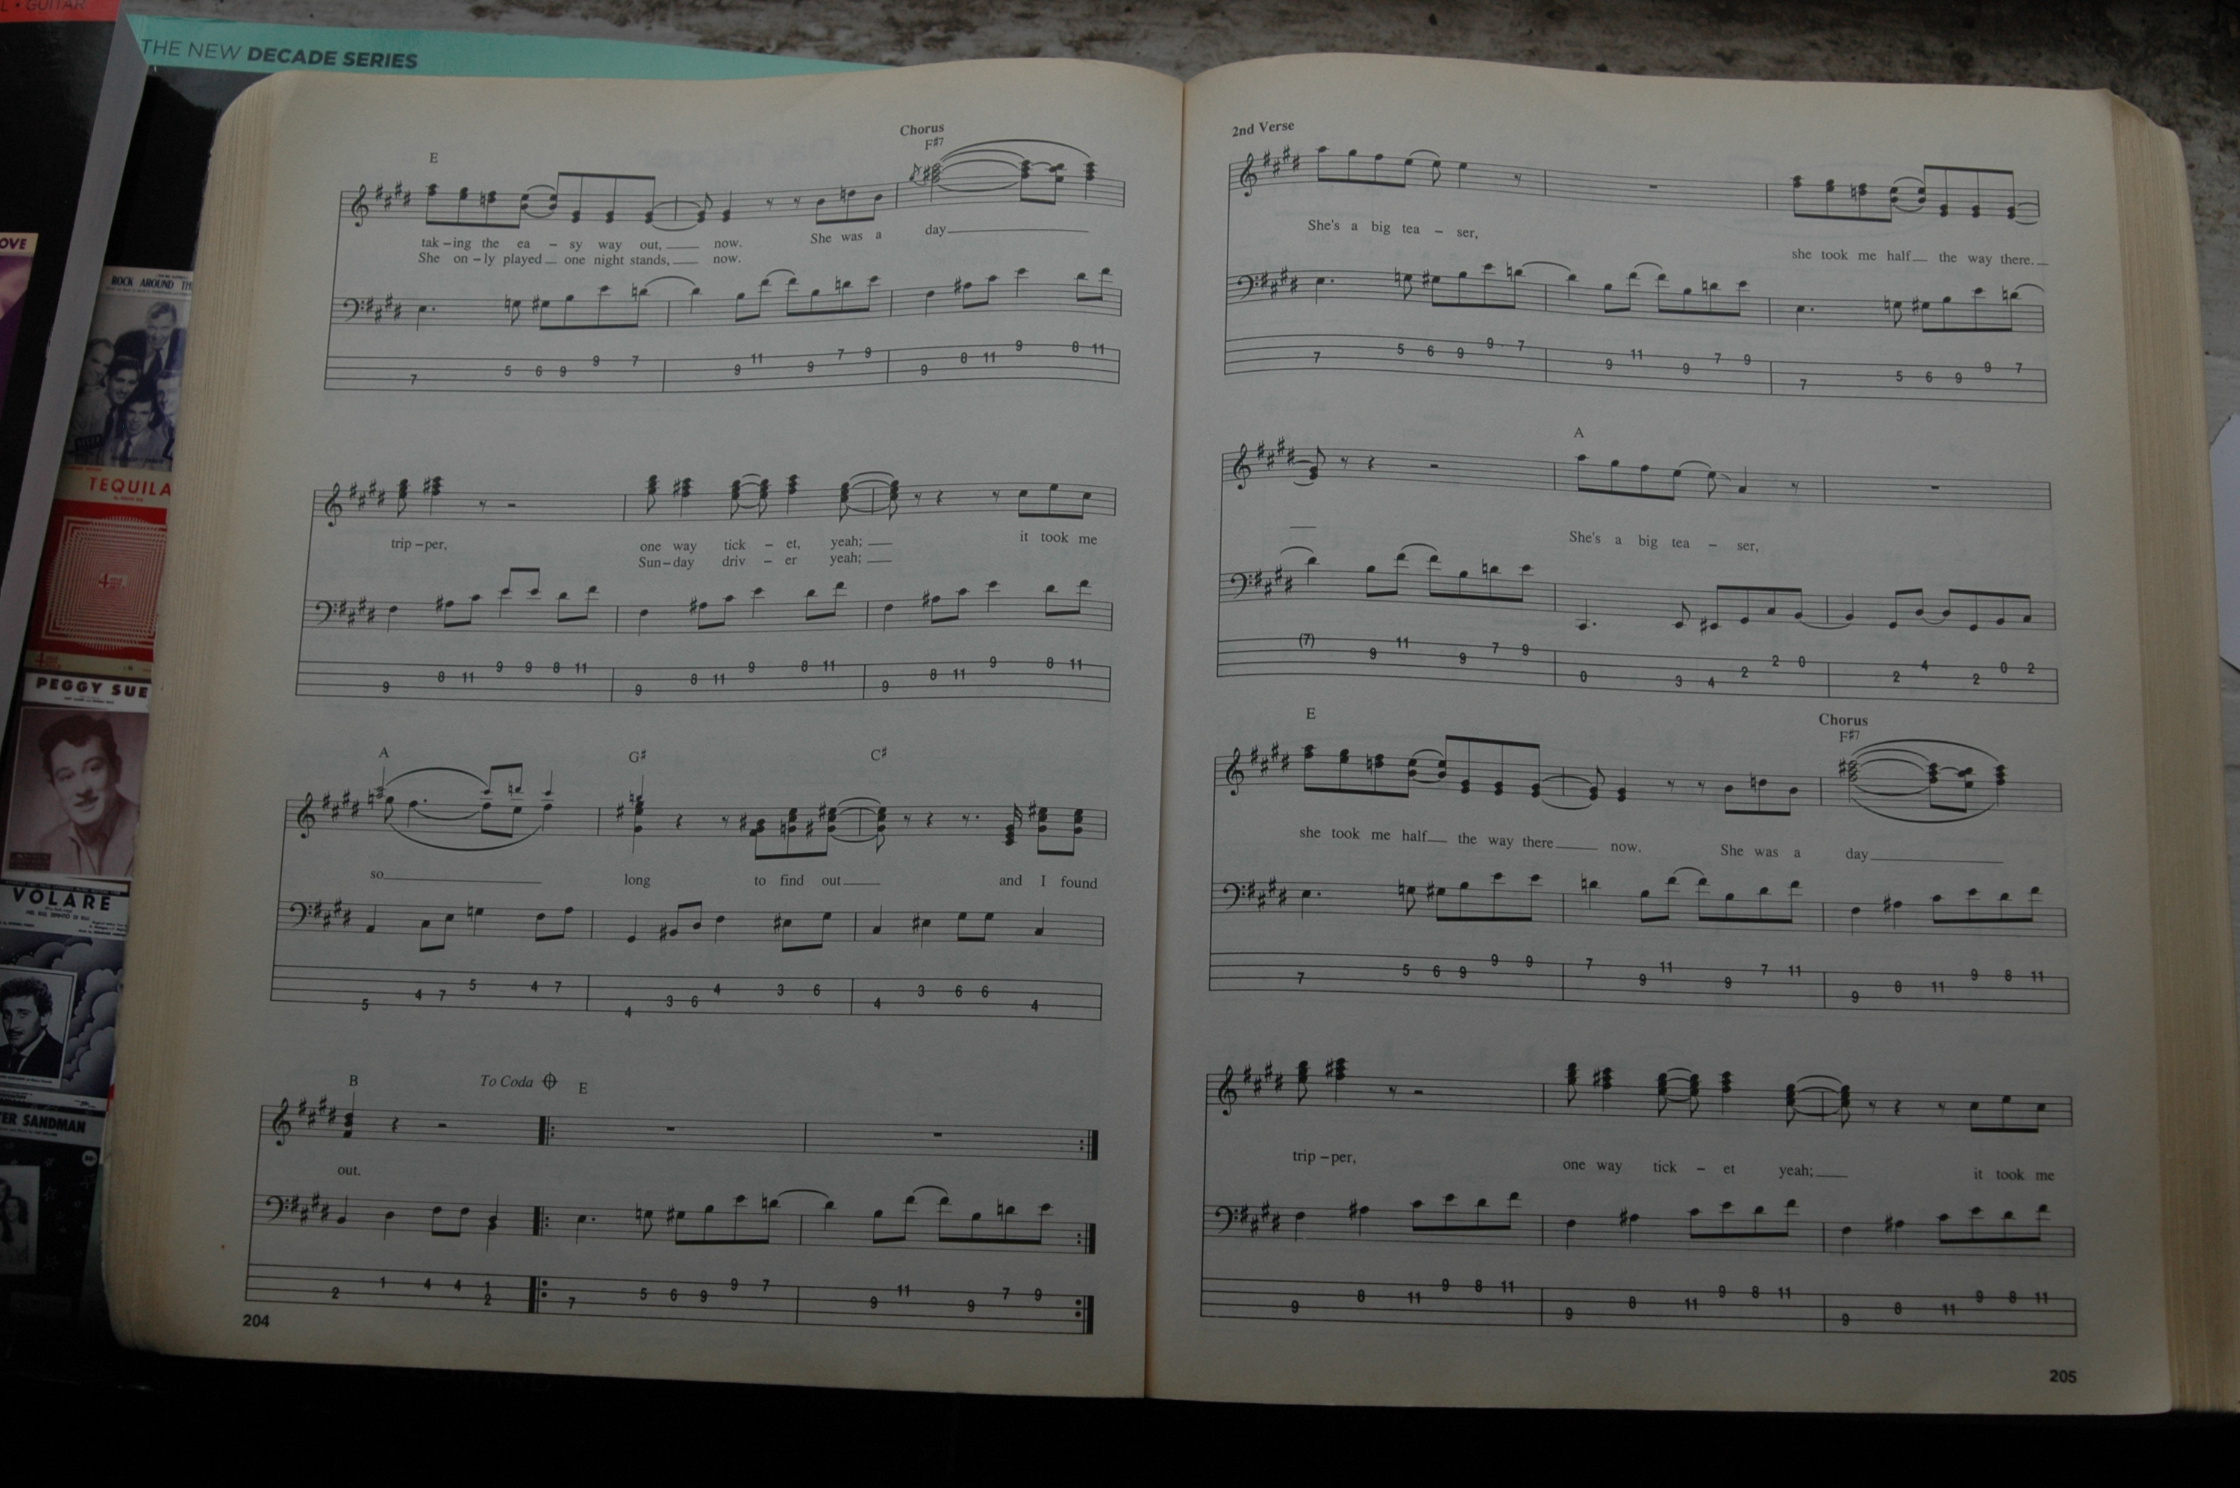 L • GUITAR
THE NEW DECADE SERIES
OVE
ROCK AROUND TH
TEQUILA
PEGGY SUE
VOLARE
TER SANDMAN
E
Chorus
F♯7
tak-ing the ea - sy way out, now. She was a day
She on-ly played one night stands, now.
7 5 6 9 9 7 9 11 9 7 9 9 8 11 9 8 11
trip-per, one way tick - et, yeah; it took me
Sun-day driv - er yeah;
9 8 11 9 9 8 11 9 8 11 9 8 11 9 8 11 9 8 11
A G♯ C♯
so long to find out and I found
5 4 7 5 4 7 4 3 6 4 3 6 4 3 6 6 4
B To Coda E
out.
2 1 4 4 1 2 7 5 6 9 9 7 9 11 9 7 9
204
2nd Verse
She's a big tea - ser, she took me half the way there.
7 5 6 9 9 7 9 11 9 7 9 7 5 6 9 9 7
A
She's a big tea - ser,
(7) 9 11 9 7 9 0 3 4 2 2 0 2 4 2 0 2
E
Chorus
F♯7
she took me half the way there now. She was a day
7 5 6 9 9 9 7 9 11 9 7 11 9 8 11 9 8 11
trip-per, one way tick - et yeah; it took me
9 8 11 9 8 11 9 8 11 9 8 11 9 8 11 9 8 11
205